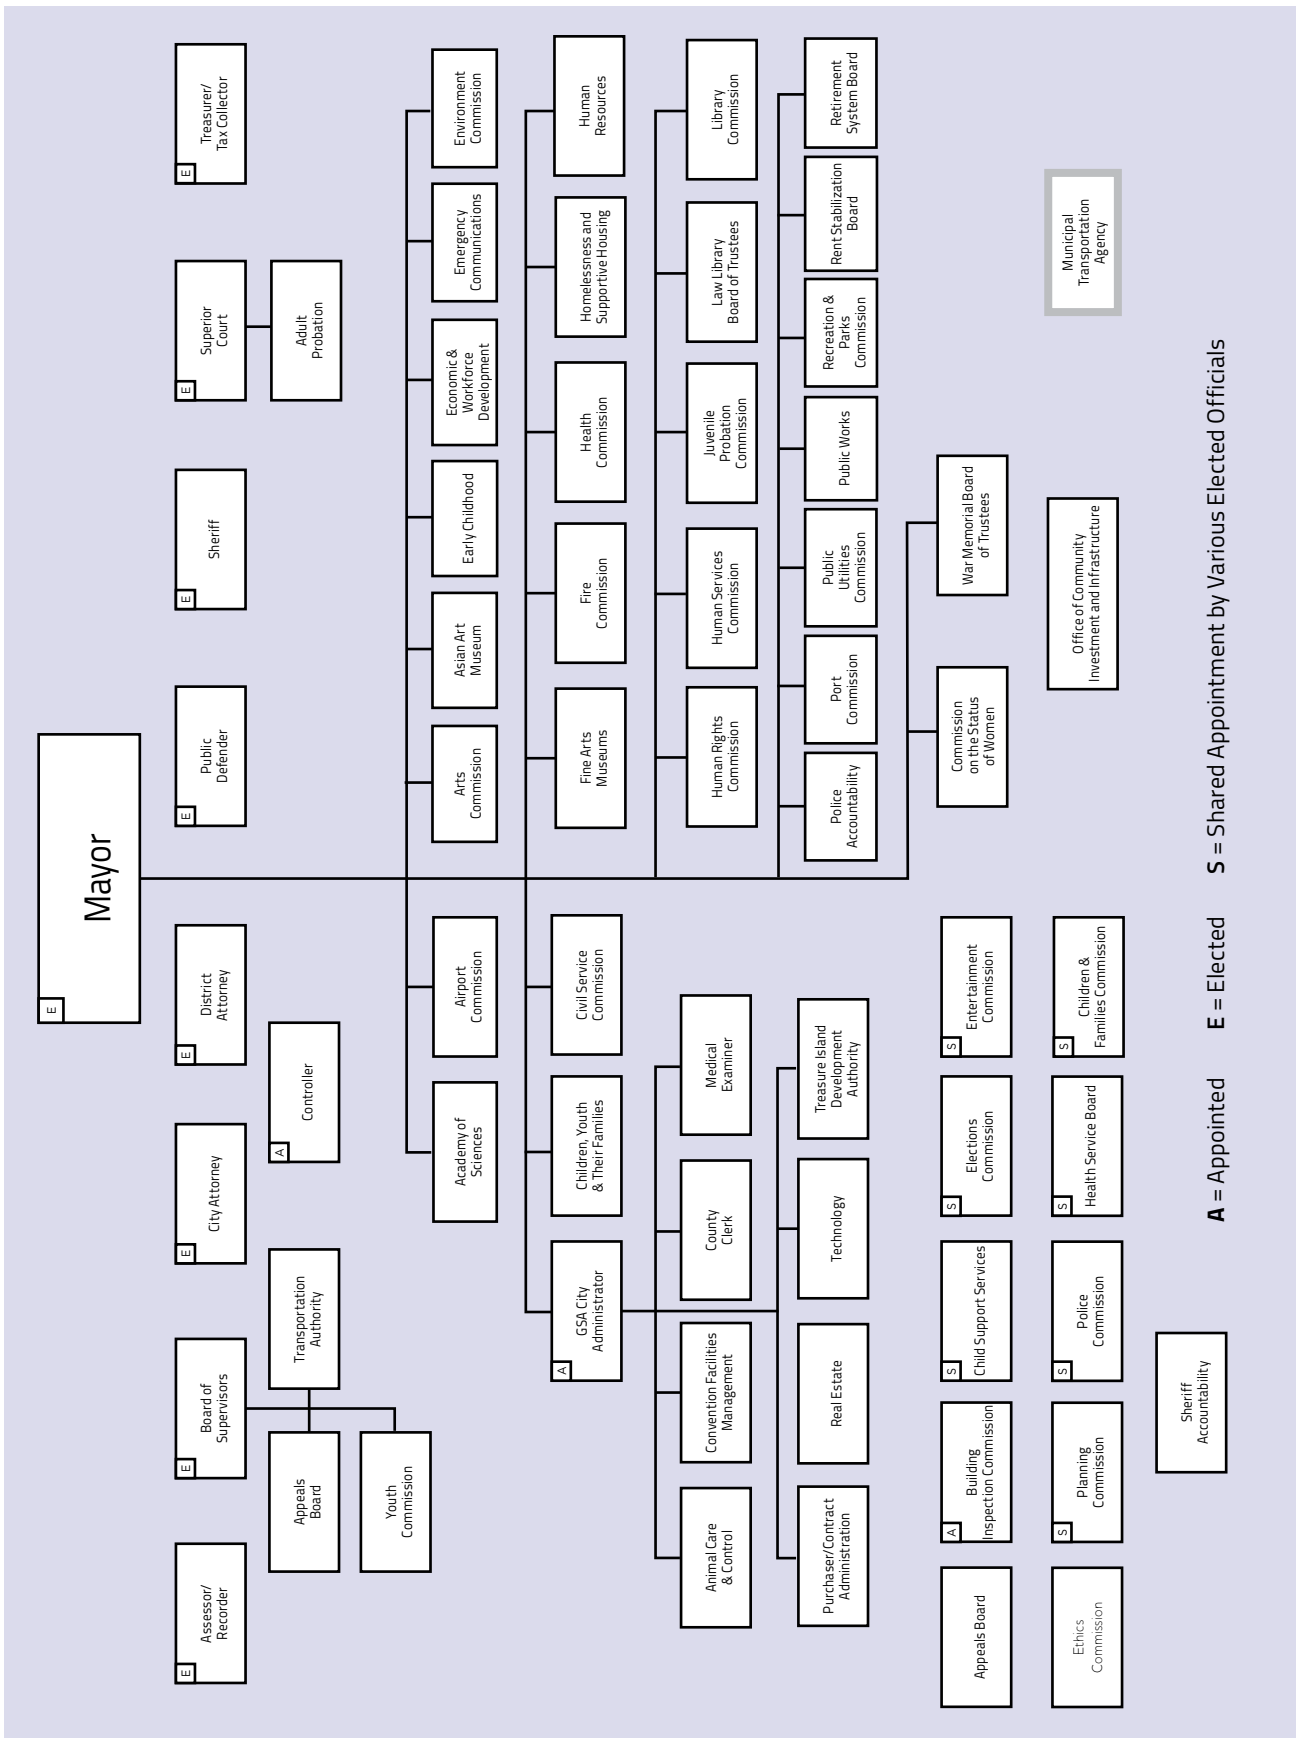 E
Mayor
E
Assessor/
Recorder
E
Board of
Supervisors
E
City Attorney
E
District
Attorney
E
Public
Defender
E
Sheriff
E
Superior
Court
E
Treasurer/
Tax Collector
Appeals
Board
Transportation
Authority
A
Controller
Adult
Probation
Youth
Commission
Academy of
Sciences
Airport
Commission
Arts
Commission
Asian Art
Museum
Early Childhood
Economic &
Workforce
Development
Emergency
Communications
Environment
Commission
A
GSA City
Administrator
Children, Youth
& Their Families
Civil Service
Commission
Fine Arts
Museums
Fire
Commission
Health
Commission
Homelessness and
Supportive Housing
Human
Resources
Animal Care
& Control
Convention Facilities
Management
County
Clerk
Medical
Examiner
Human Rights
Commission
Human Services
Commission
Juvenile
Probation
Commission
Law Library
Board of Trustees
Library
Commission
Purchaser/Contract
Administration
Real Estate
Technology
Treasure Island
Development
Authority
Police
Accountability
Port
Commission
Public
Utilities
Commission
Public Works
Recreation &
Parks
Commission
Rent Stabilization
Board
Retirement
System Board
Appeals Board
A
Building
Inspection Commission
S
Child Support Services
S
Elections
Commission
S
Entertainment
Commission
Commission
on the Status
of Women
War Memorial Board
of Trustees
Ethics
Commission
S
Planning
Commission
S
Police
Commission
S
Health Service Board
S
Children &
Families Commission
Office of Community
Investment and Infrastructure
Municipal
Transportation
Agency
Sheriff
Accountability
A = Appointed E = Elected S = Shared Appointment by Various Elected Officials